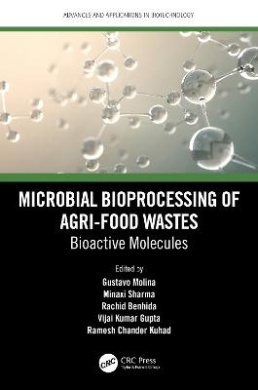 ADVANCES AND APPLICATIONS IN BIOTECHNOLOGY
MICROBIAL BIOPROCESSING OF
AGRI-FOOD WASTES
Bioactive Molecules
Edited by
Gustavo Molina
Minaxi Sharma
Rachid Benhida
Vijai Kumar Gupta
Ramesh Chander Kuhad
CRC
CRC Press
Taylor & Francis Group